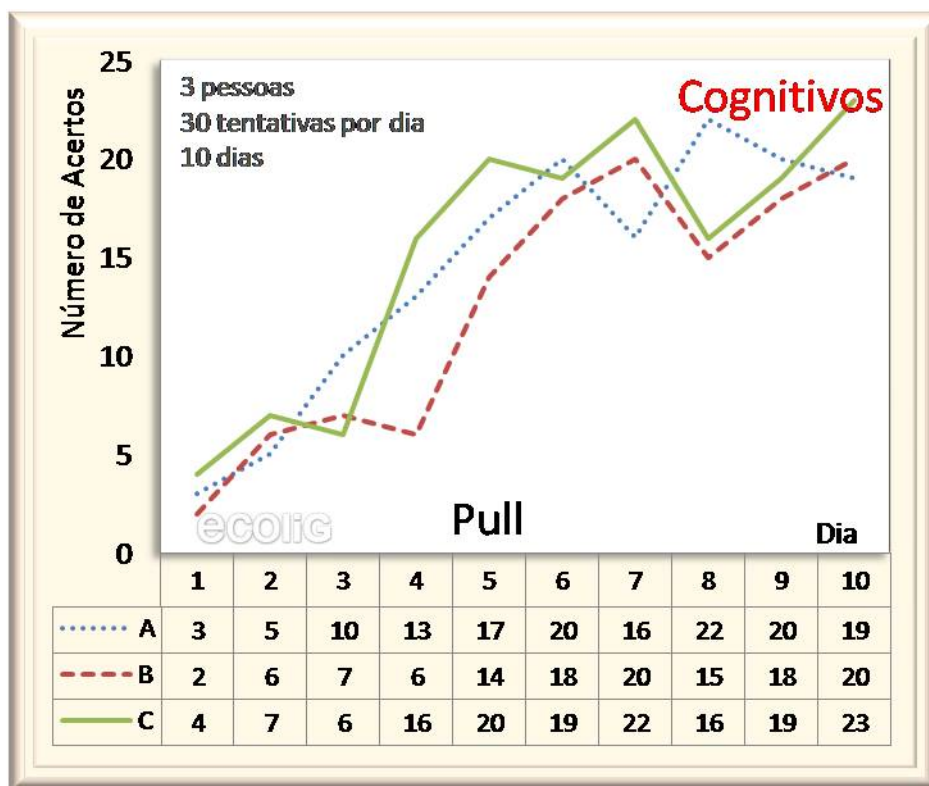 25
20
15
10
5
0
Número de Acertos
3 pessoas
30 tentativas por dia
10 dias
Cognitivos
ecoliG
Pull
Dia
1 2 3 4 5 6 7 8 9 10
A 3 5 10 13 17 20 16 22 20 19
B 2 6 7 6 14 18 20 15 18 20
C 4 7 6 16 20 19 22 16 19 23